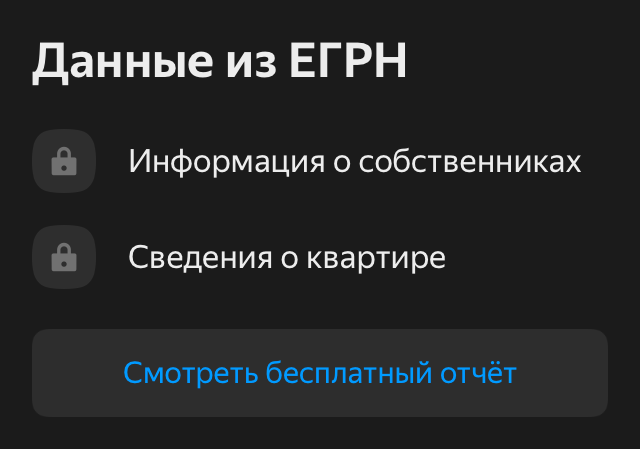 Данные из ЕГРН
Информация о собственниках
Сведения о квартире
Смотреть бесплатный отчёт